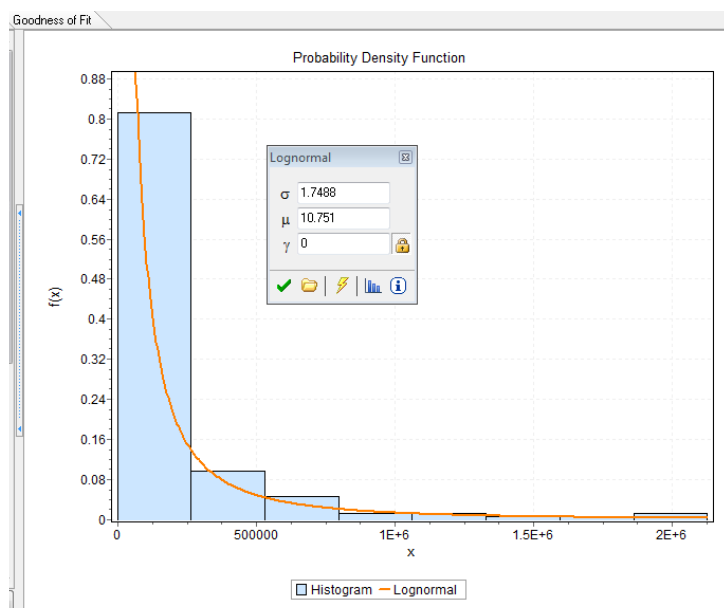 Goodness of Fit
Probability Density Function
0.88
0.8
0.72
0.64
0.56
0.48
0.4
0.32
0.24
0.16
0.08
0
f(x)
Lognormal
σ 1.7488
μ 10.751
γ 0
0 500000 1E+6 1.5E+6 2E+6
x
Histogram Lognormal